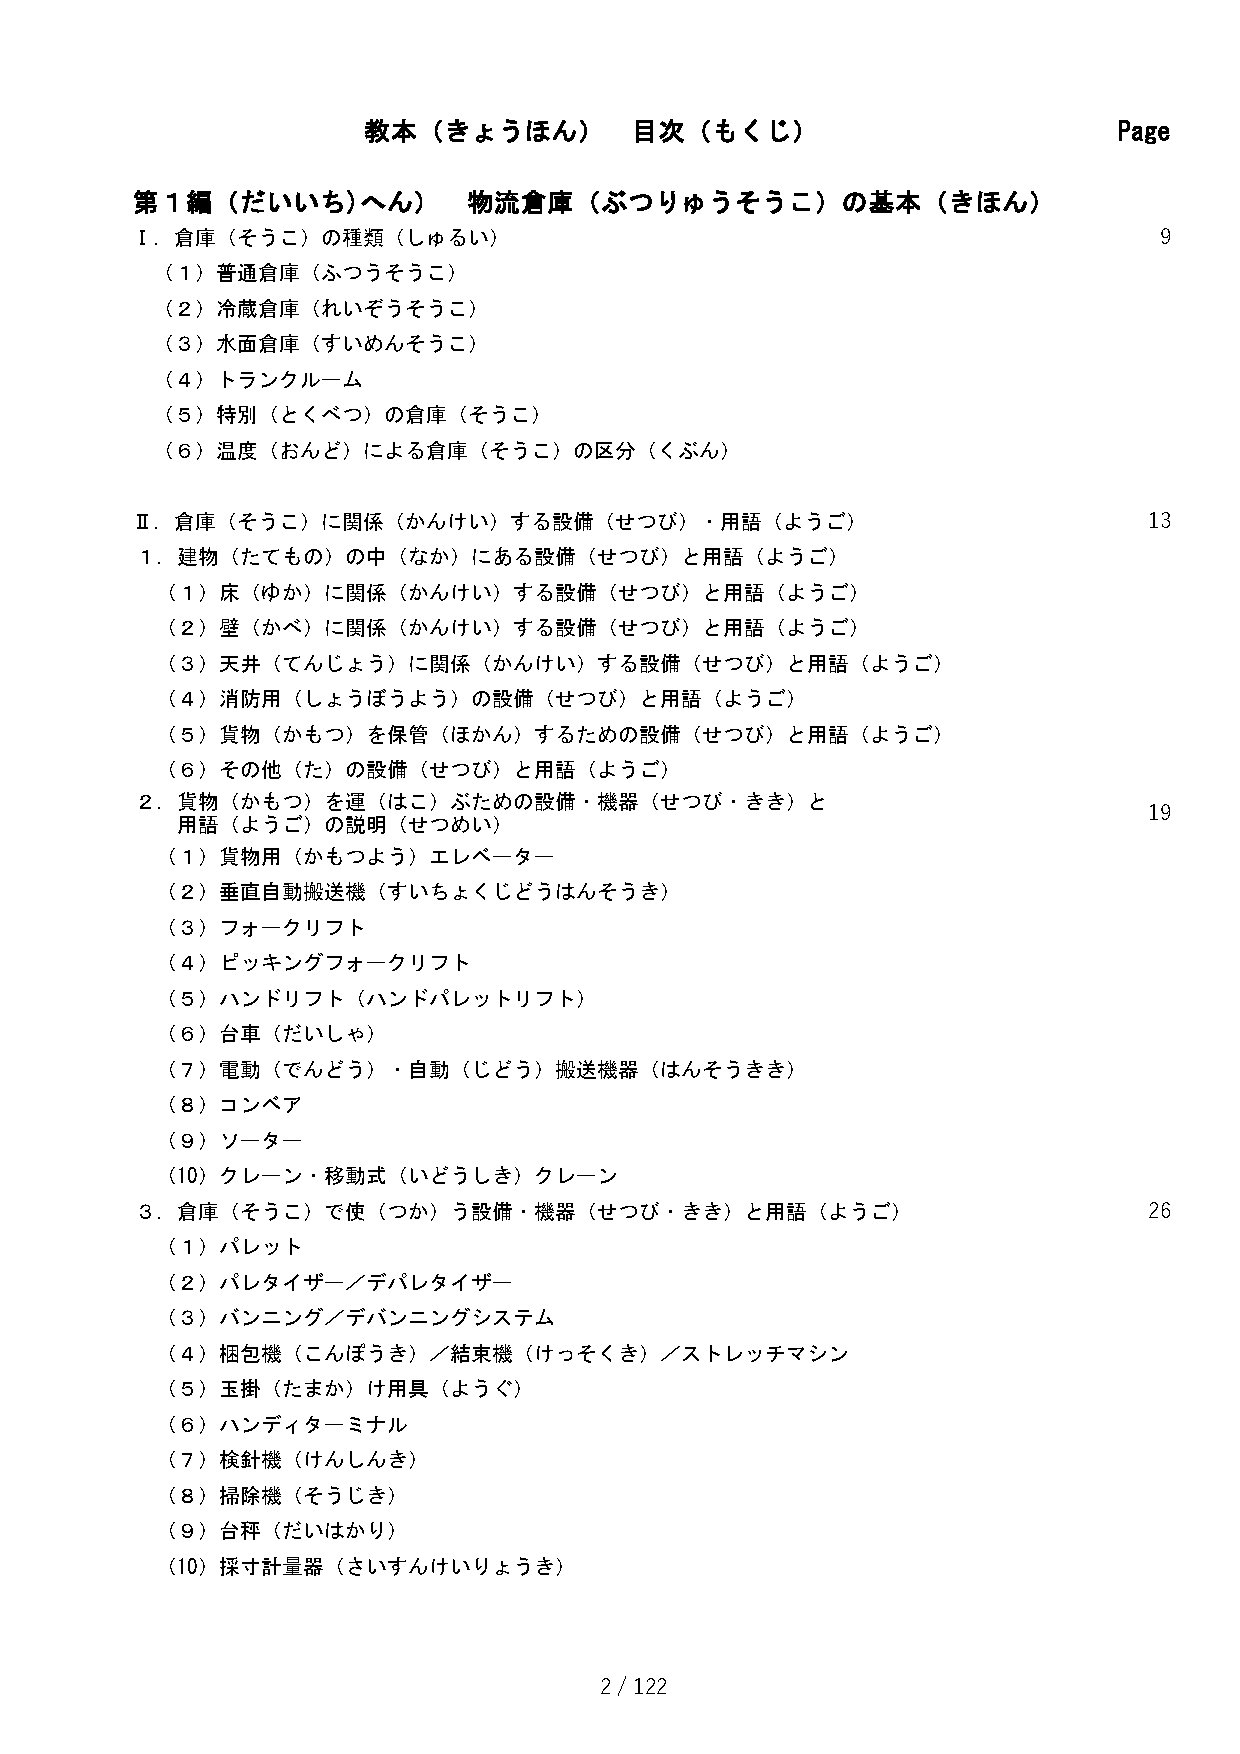 教本（きょうほん）　目次（もくじ）　Page
第１編（だいいち)へん）　物流倉庫（ぶつりゅうそうこ）の基本（きほん）
Ⅰ．倉庫（そうこ）の種類（しゅるい）　9
（１）普通倉庫（ふつうそうこ）
（２）冷蔵倉庫（れいぞうそうこ）
（３）水面倉庫（すいめんそうこ）
（４）トランクルーム
（５）特別（とくべつ）の倉庫（そうこ）
（６）温度（おんど）による倉庫（そうこ）の区分（くぶん）
Ⅱ．倉庫（そうこ）に関係（かんけい）する設備（せつび）・用語（ようご）　13
１．建物（たてもの）の中（なか）にある設備（せつび）と用語（ようご）
（１）床（ゆか）に関係（かんけい）する設備（せつび）と用語（ようご）
（２）壁（かべ）に関係（かんけい）する設備（せつび）と用語（ようご）
（３）天井（てんじょう）に関係（かんけい）する設備（せつび）と用語（ようご）
（４）消防用（しょうぼうよう）の設備（せつび）と用語（ようご）
（５）貨物（かもつ）を保管（ほかん）するための設備（せつび）と用語（ようご）
（６）その他（た）の設備（せつび）と用語（ようご）
２．貨物（かもつ）を運（はこ）ぶための設備・機器（せつび・きき）と
用語（ようご）の説明（せつめい）　19
（１）貨物用（かもつよう）エレベーター
（２）垂直自動搬送機（すいちょくじどうはんそうき）
（３）フォークリフト
（４）ピッキングフォークリフト
（５）ハンドリフト（ハンドパレットリフト）
（６）台車（だいしゃ）
（７）電動（でんどう）・自動（じどう）搬送機器（はんそうきき）
（８）コンベア
（９）ソーター
（10）クレーン・移動式（いどうしき）クレーン
３．倉庫（そうこ）で使（つか）う設備・機器（せつび・きき）と用語（ようご）　26
（１）パレット
（２）パレタイザー／デパレタイザー
（３）バンニング／デバンニングシステム
（４）梱包機（こんぽうき）／結束機（けっそくき）／ストレッチマシン
（５）玉掛（たまか）け用具（ようぐ）
（６）ハンディターミナル
（７）検針機（けんしんき）
（８）掃除機（そうじき）
（９）台秤（だいはかり）
（10）採寸計量器（さいすんけいりょうき）
2 / 122